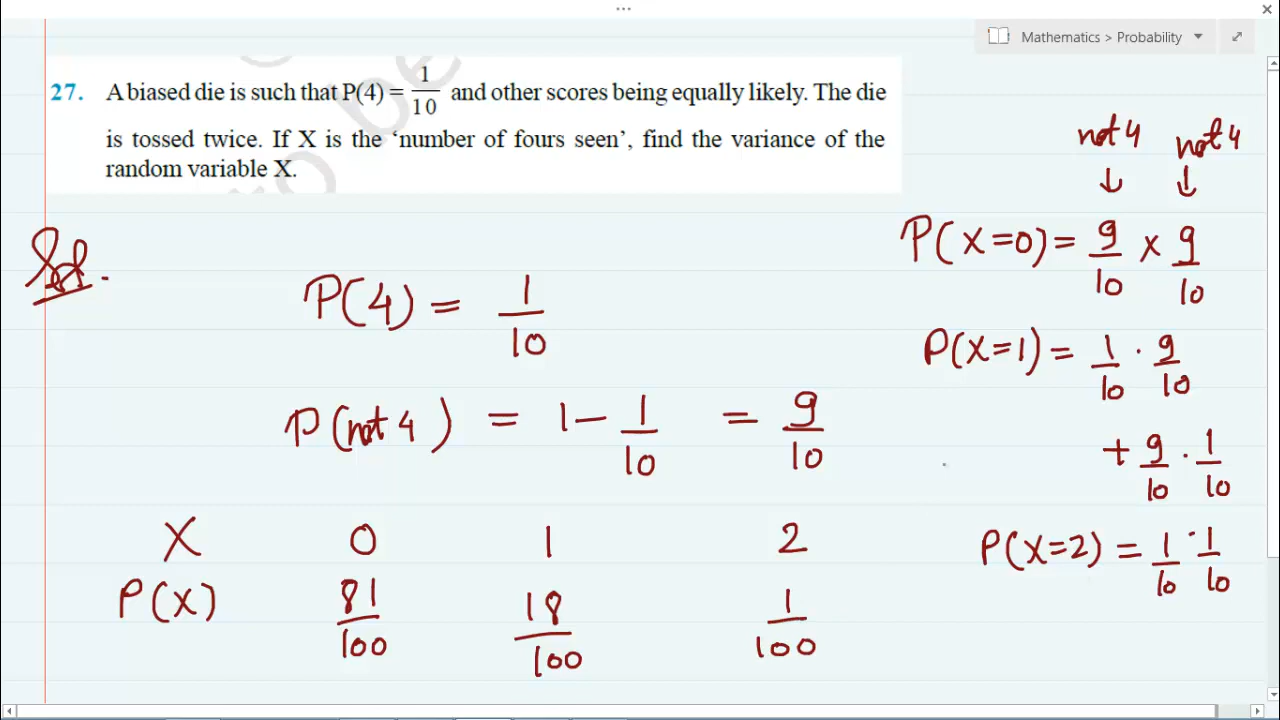 Mathematics > Probability
27. A biased die is such that P(4) = 1/10 and other scores being equally likely. The die
is tossed twice. If X is the ‘number of fours seen’, find the variance of the
random variable X.
not 4 not 4
↓ ↓
P(X=0) = 9/10 × 9/10
Sol.
P(4) = 1/10
P(X=1) = 1/10 · 9/10
+ 9/10 · 1/10
P(not 4) = 1 - 1/10 = 9/10
P(X=2) = 1/10 · 1/10
X 0 1 2
P(X) 81/100 18/100 1/100